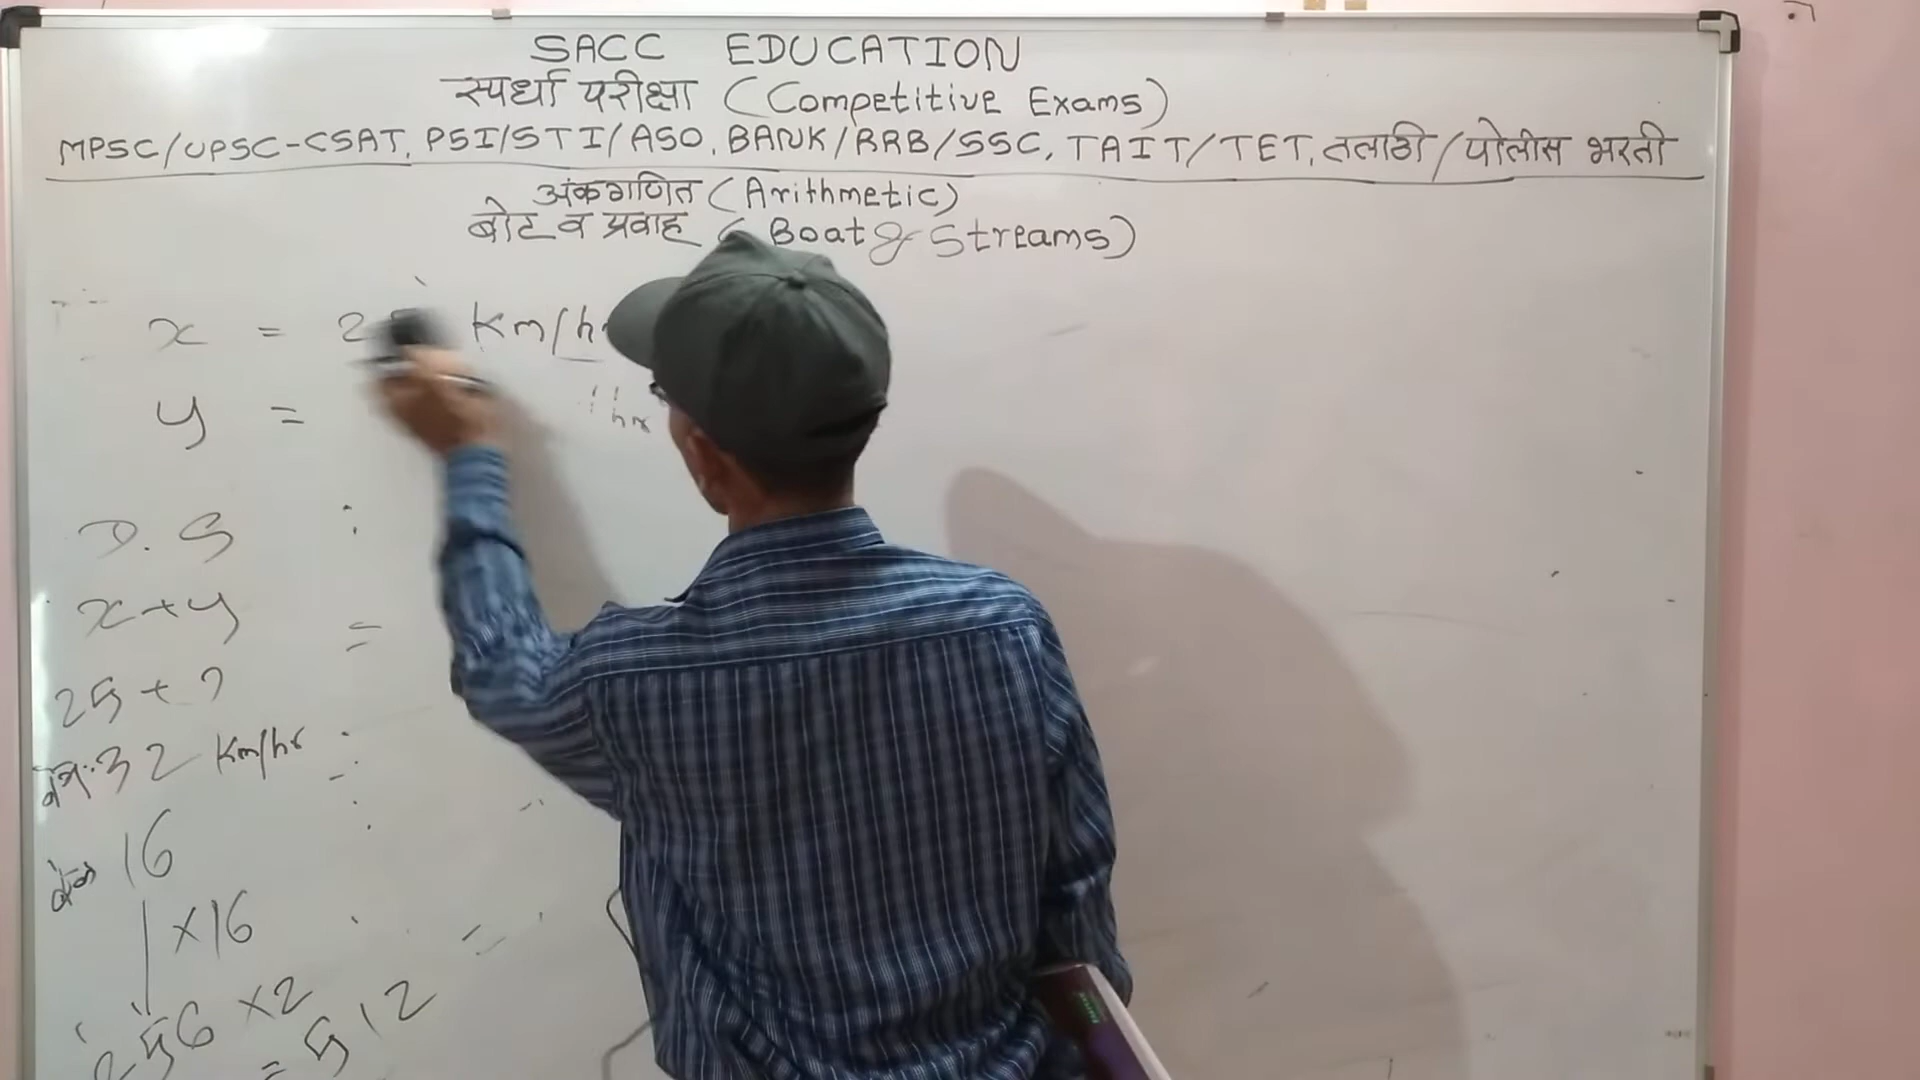 SACC EDUCATION
स्पर्धा परीक्षा (Competitive Exams)
MPSC/UPSC-CSAT, PSI/STI/ASO, BANK/RRB/SSC, TAIT/TET, तलाठी/पोलीस भरती
अंकगणित (Arithmetic)
बोट व प्रवाह (Boat & Streams)
x = 2 Km/h
y = hr
D.S :
x+y =
25 + 7
32 Km/hr
16
×16
256 ×2
= 512